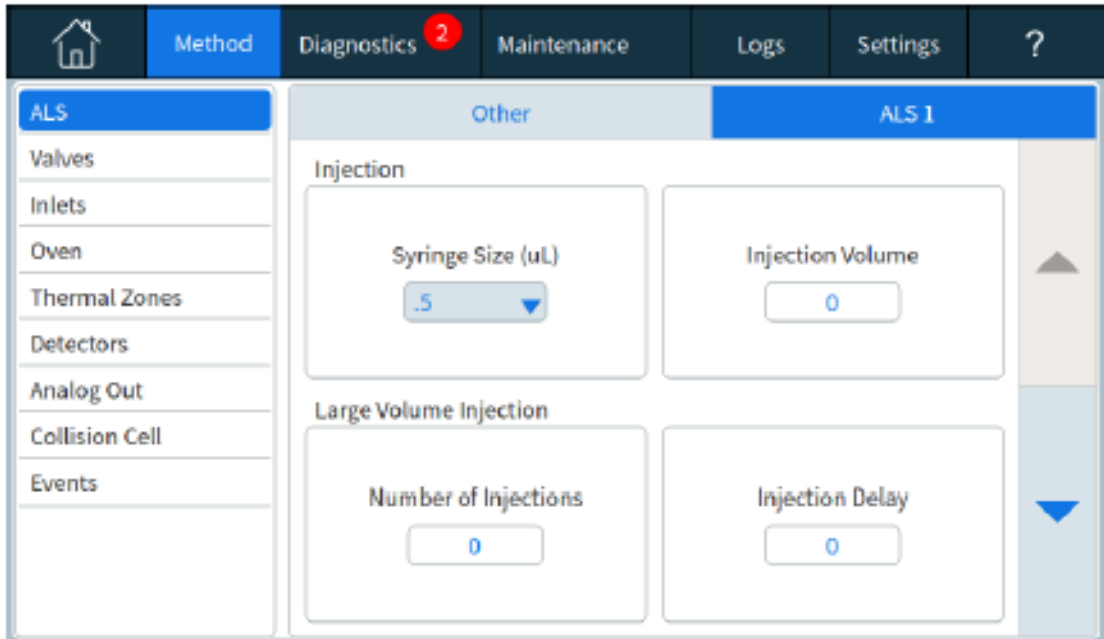 Method
Diagnostics 2
Maintenance
Logs
Settings
?
ALS
Valves
Inlets
Oven
Thermal Zones
Detectors
Analog Out
Collision Cell
Events
Other
ALS 1
Injection
Syringe Size (uL)
.5
Injection Volume
0
Large Volume Injection
Number of Injections
0
Injection Delay
0